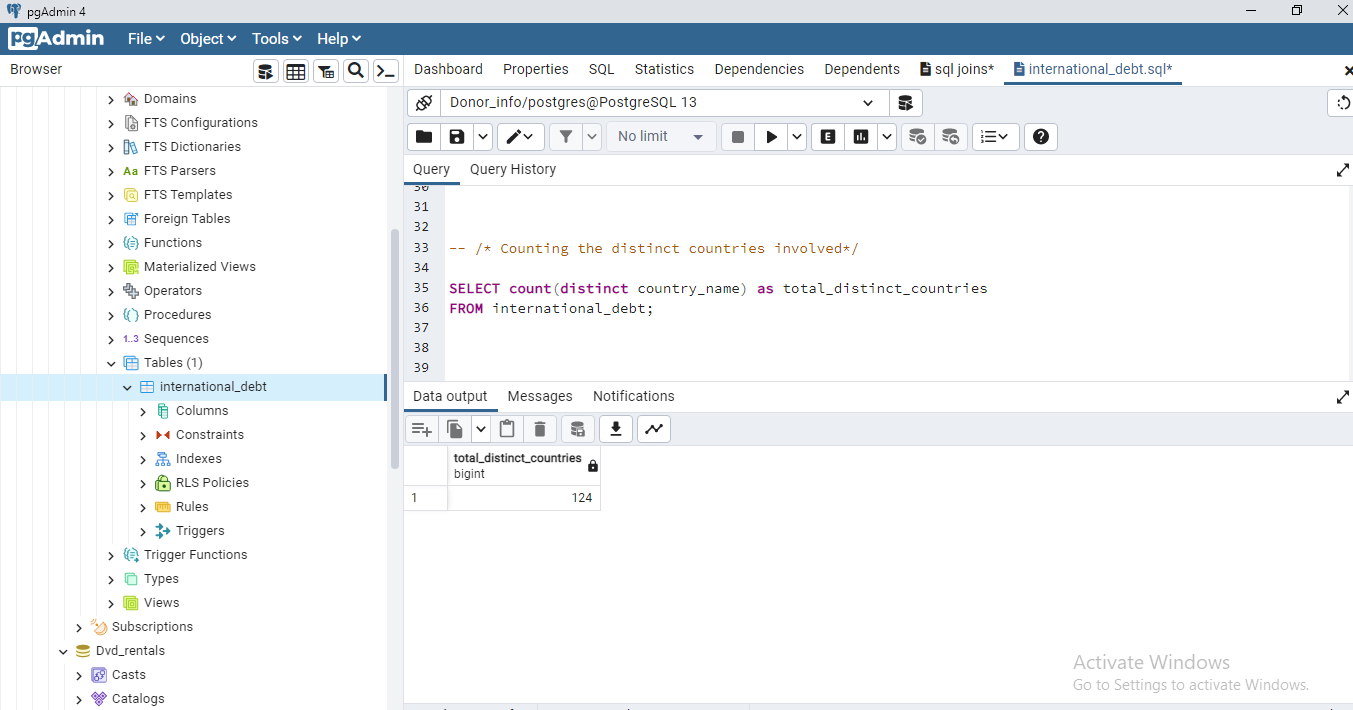 pgAdmin 4
pgAdmin File Object Tools Help
Browser
Dashboard Properties SQL Statistics Dependencies Dependents sql joins* international_debt.sql*
Domains
FTS Configurations
FTS Dictionaries
Aa FTS Parsers
FTS Templates
Foreign Tables
Functions
Materialized Views
Operators
Procedures
1..3 Sequences
Tables (1)
international_debt
Columns
Constraints
Indexes
RLS Policies
Rules
Triggers
Trigger Functions
Types
Views
Subscriptions
Dvd_rentals
Casts
Catalogs
Donor_info/postgres@PostgreSQL 13
No limit
E
Query Query History
30
31
32
33 -- /* Counting the distinct countries involved*/
34
35 SELECT count(distinct country_name) as total_distinct_countries
36 FROM international_debt;
37
38
39
Data output Messages Notifications
total_distinct_countries
bigint
1 124
Activate Windows
Go to Settings to activate Windows.